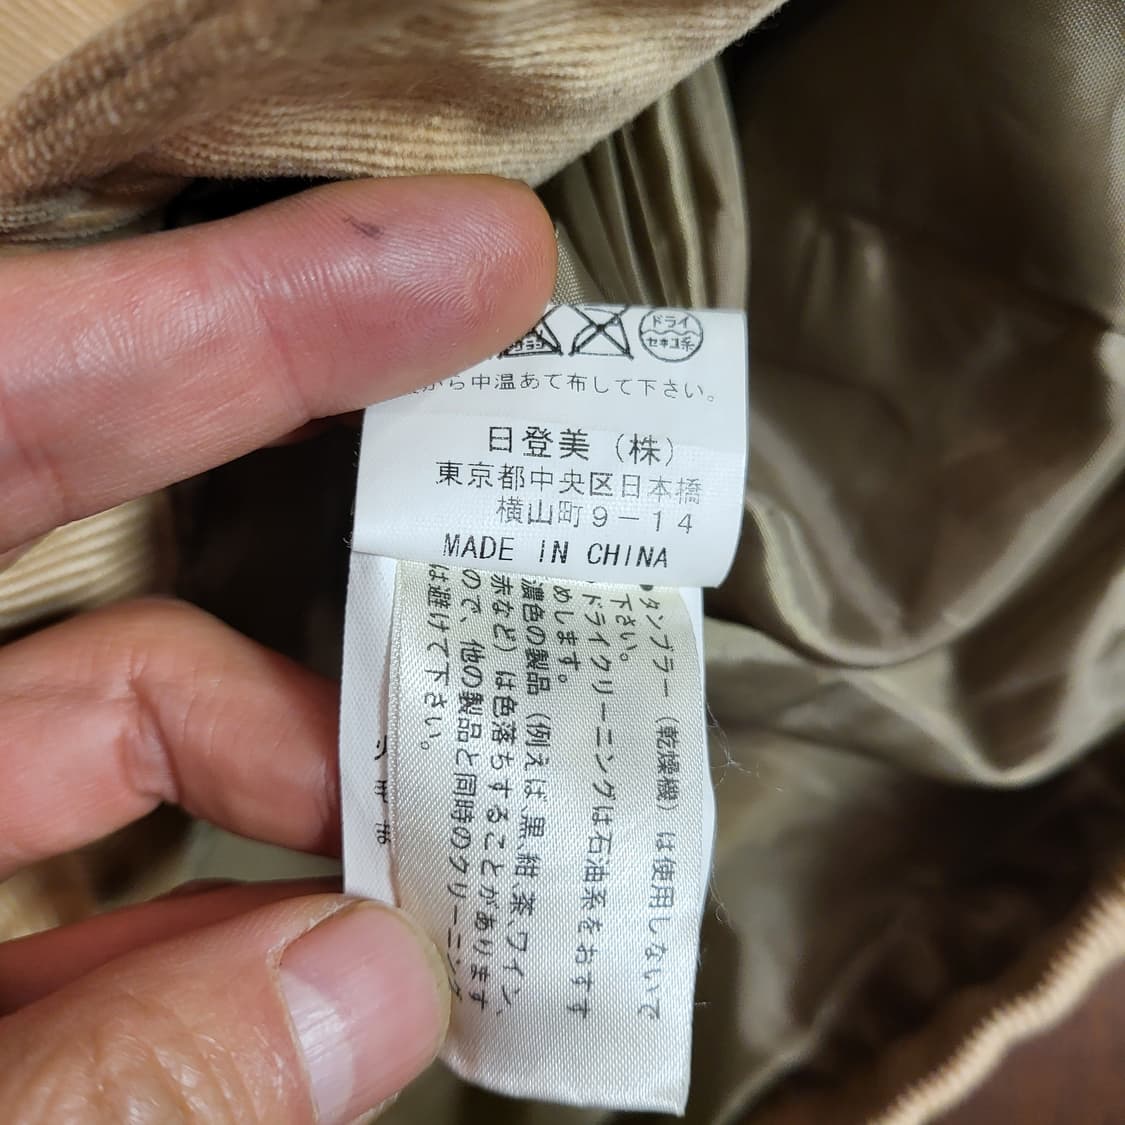 ドライ
セキユ系
から中温あて布して下さい。
日登美（株）
東京都中央区日本橋
横山町９−１４
MADE IN CHINA
●タンブラー（乾燥機）は使用しないで
下さい。
ドライクリーニングは石油系をおすす
めします。
濃色の製品（例えば、黒、紺、茶、ワイン、
赤など）は色落ちすることがあります
ので、他の製品と同時のクリーニング
は避けて下さい。